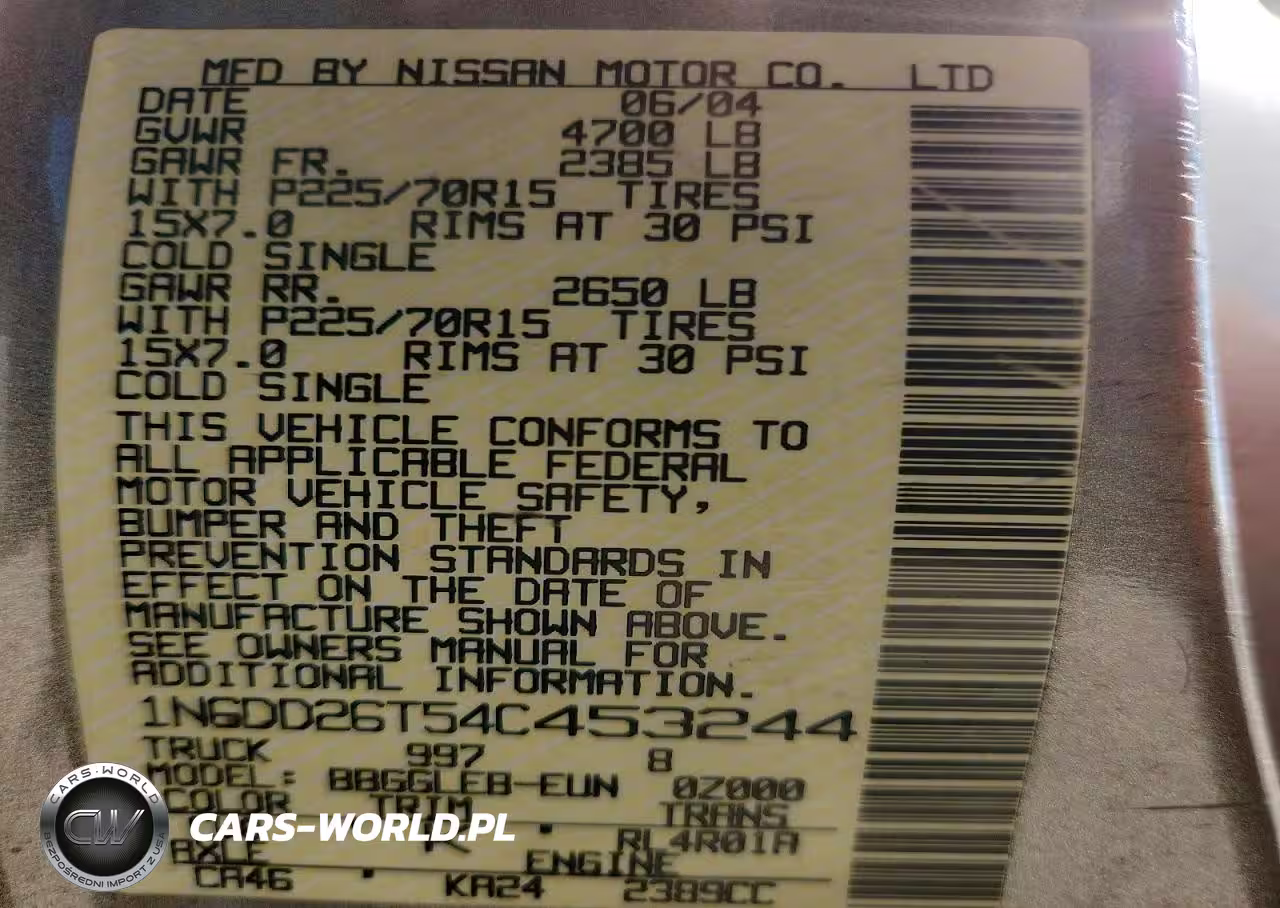 MFD BY NISSAN MOTOR CO. LTD
DATE 06/04
GVWR 4700 LB
GAWR FR. 2385 LB
WITH P225/70R15 TIRES
15X7.0 RIMS AT 30 PSI
COLD SINGLE
GAWR RR. 2650 LB
WITH P225/70R15 TIRES
15X7.0 RIMS AT 30 PSI
COLD SINGLE
THIS VEHICLE CONFORMS TO
ALL APPLICABLE FEDERAL
MOTOR VEHICLE SAFETY,
BUMPER AND THEFT
PREVENTION STANDARDS IN
EFFECT ON THE DATE OF
MANUFACTURE SHOWN ABOVE.
SEE OWNERS MANUAL FOR
ADDITIONAL INFORMATION.
1N6DD26T54C453244
TRUCK 997 8
MODEL: BBGGLEB-EUN 0Z000
COLOR TRIM TRANS
K RL4R01A
AXLE ENGINE
CA46 KA24 2389CC
CARS-WORLD
CW
BEZPOŚREDNI IMPORT Z USA
CARS-WORLD.PL